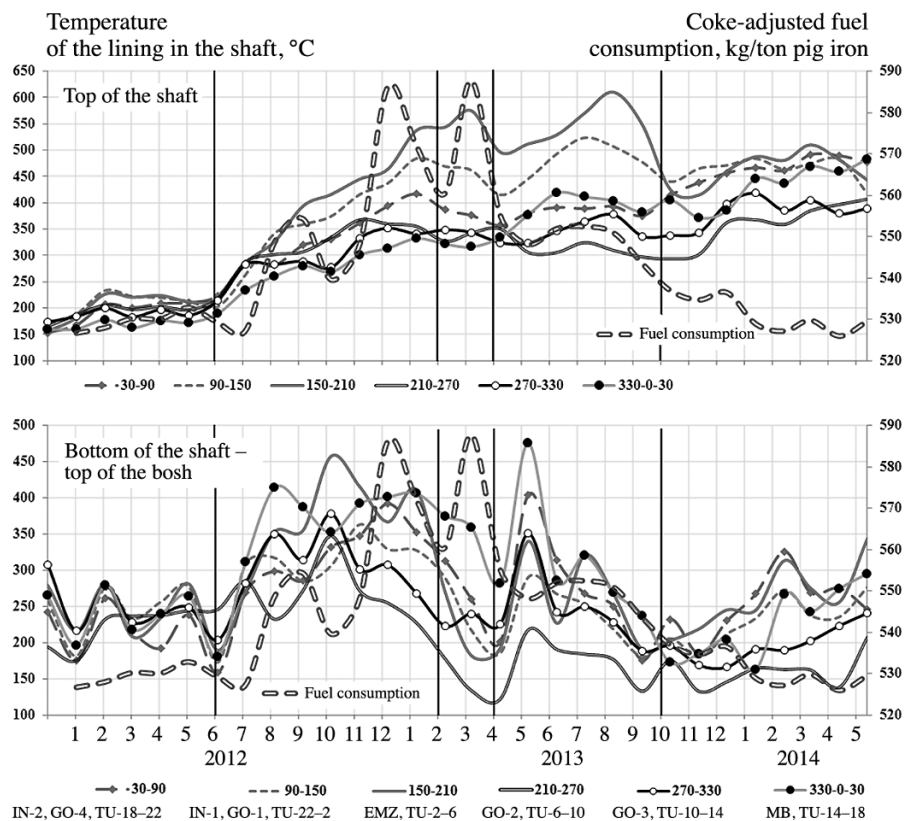 Temperature
of the lining in the shaft, °C
Coke-adjusted fuel
consumption, kg/ton pig iron
650
600
550
500
450
400
350
300
250
200
150
100
Top of the shaft
Fuel consumption
590
580
570
560
550
540
530
520
-30-90 90-150 150-210 210-270 270-330 330-0-30
500
450
400
350
300
250
200
150
100
Bottom of the shaft –
top of the bosh
Fuel consumption
590
580
570
560
550
540
530
520
1 2 3 4 5 6 7 8 9 10 11 12 1 2 3 4 5 6 7 8 9 10 11 12 1 2 3 4 5
2012 2013 2014
-30-90 90-150 150-210 210-270 270-330 330-0-30
IN-2, GO-4, TU-18–22 IN-1, GO-1, TU-22–2 EMZ, TU-2–6 GO-2, TU-6–10 GO-3, TU-10–14 MB, TU-14–18